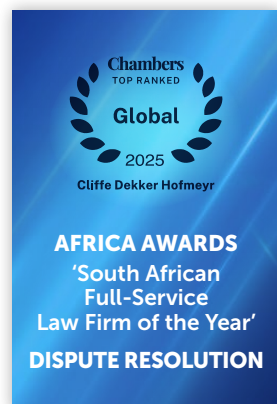 Chambers
TOP RANKED
Global
2025
Cliffe Dekker Hofmeyr
AFRICA AWARDS
‘South African
Full-Service
Law Firm of the Year’
DISPUTE RESOLUTION